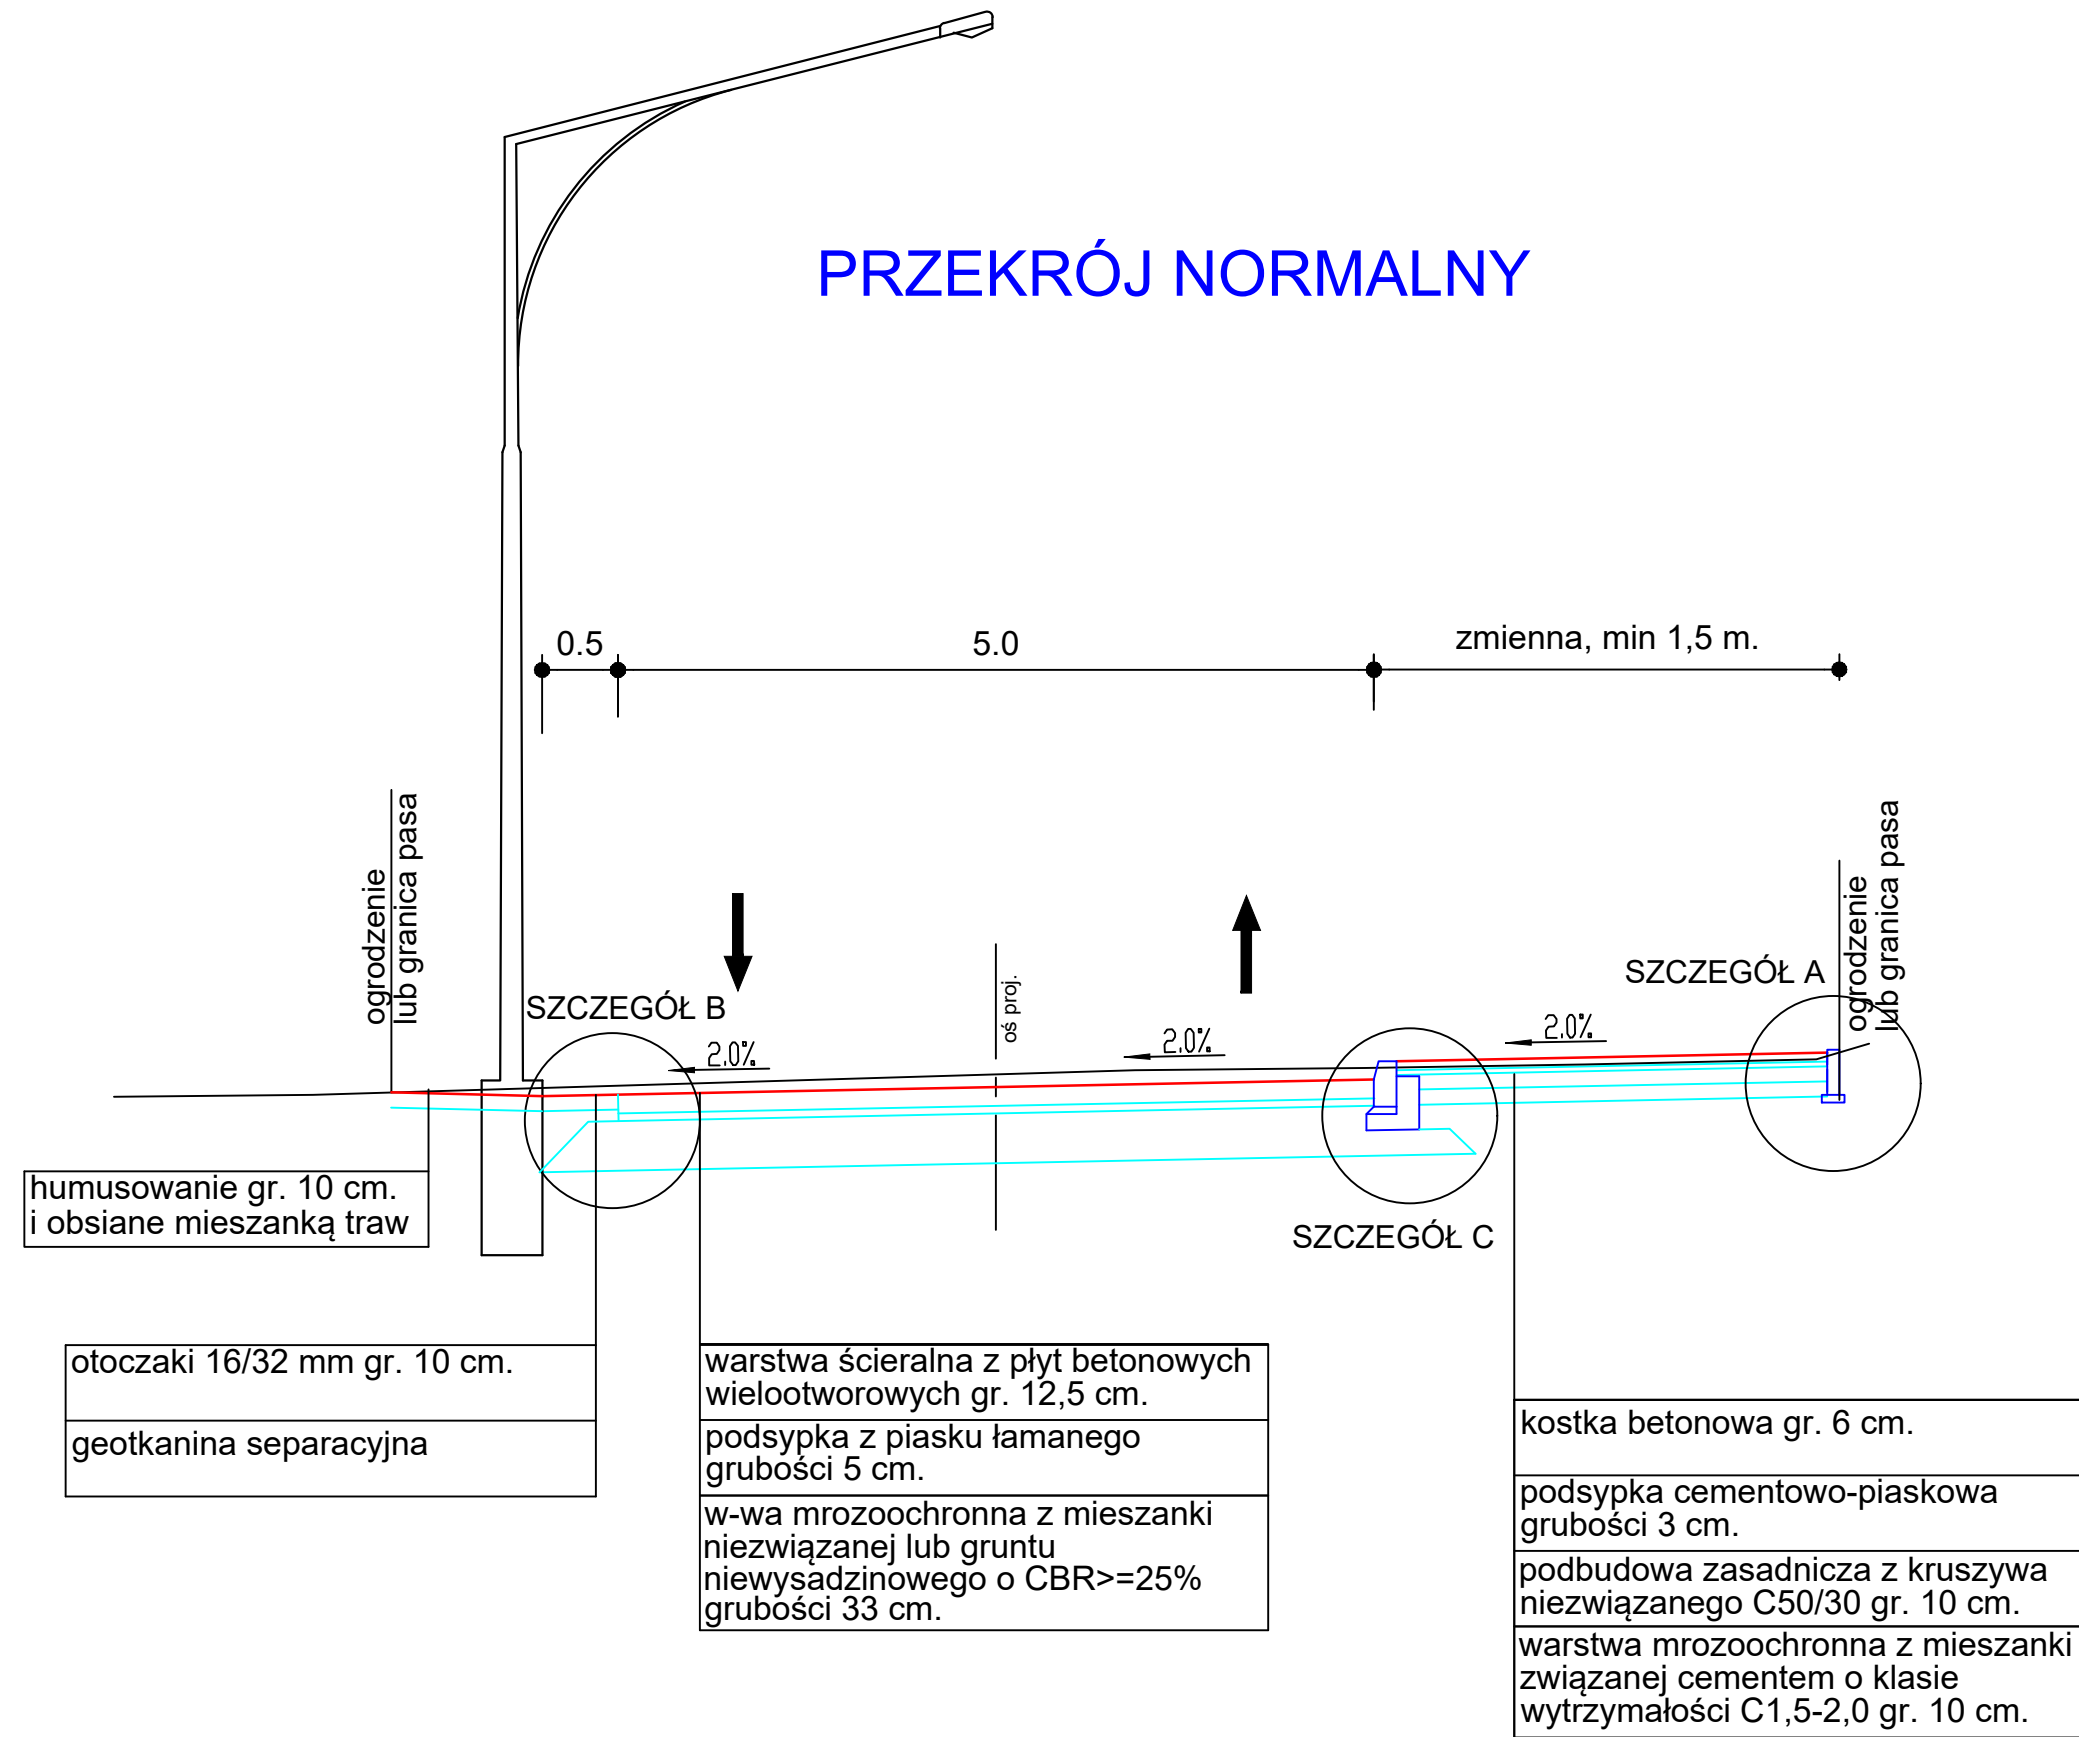 PRZEKRÓJ NORMALNY
0.5
5.0
zmienna, min 1,5 m.
ogrodzenie
lub granica pasa
ogrodzenie
lub granica pasa
SZCZEGÓŁ B
2.0%
oś proj.
2.0%
2.0%
SZCZEGÓŁ A
SZCZEGÓŁ C
humusowanie gr. 10 cm.
i obsiane mieszanką traw
otoczaki 16/32 mm gr. 10 cm.
geotkanina separacyjna
warstwa ścieralna z płyt betonowych
wielootworowych gr. 12,5 cm.
podsypka z piasku łamanego
grubości 5 cm.
w-wa mrozoochronna z mieszanki
niezwiązanej lub gruntu
niewysadzinowego o CBR>=25%
grubości 33 cm.
kostka betonowa gr. 6 cm.
podsypka cementowo-piaskowa
grubości 3 cm.
podbudowa zasadnicza z kruszywa
niezwiązanego C50/30 gr. 10 cm.
warstwa mrozoochronna z mieszanki
związanej cementem o klasie
wytrzymałości C1,5-2,0 gr. 10 cm.